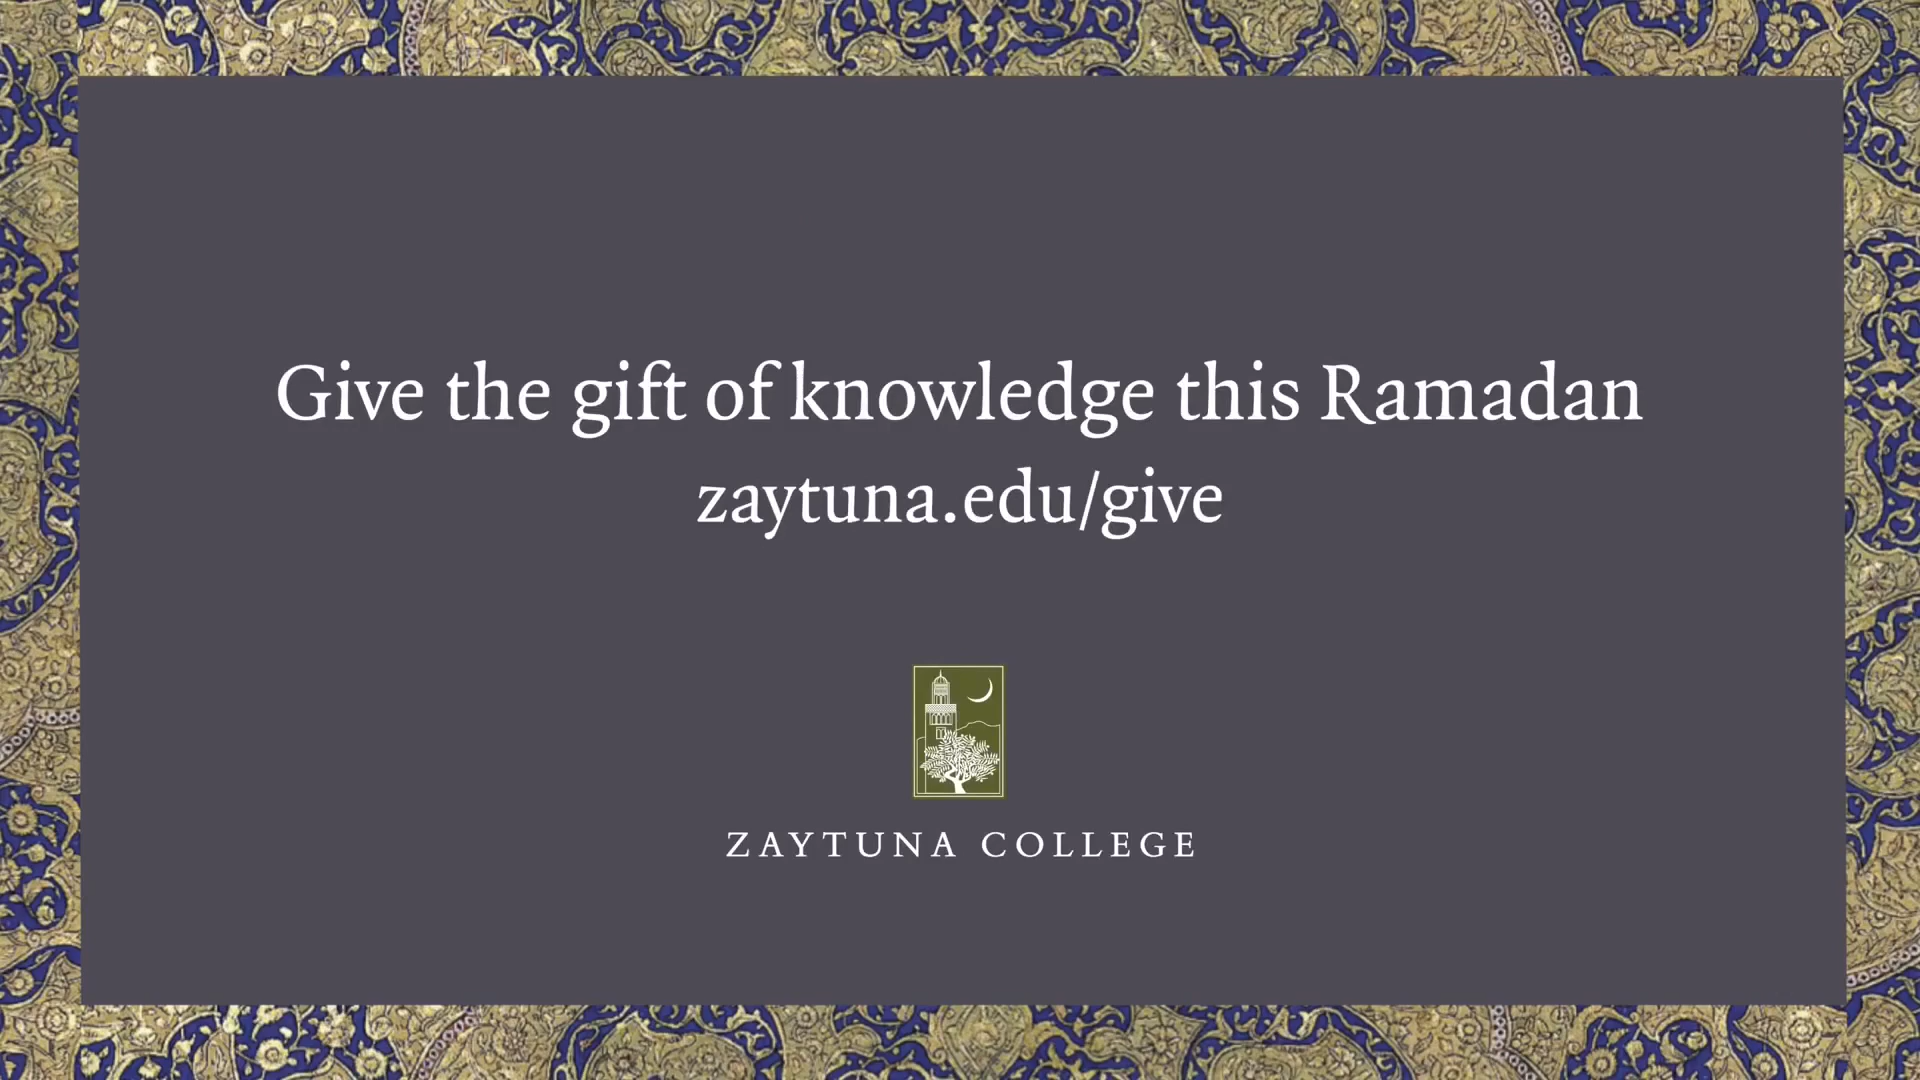 Give the gift of knowledge this Ramadan
zaytuna.edu/give
ZAYTUNA COLLEGE